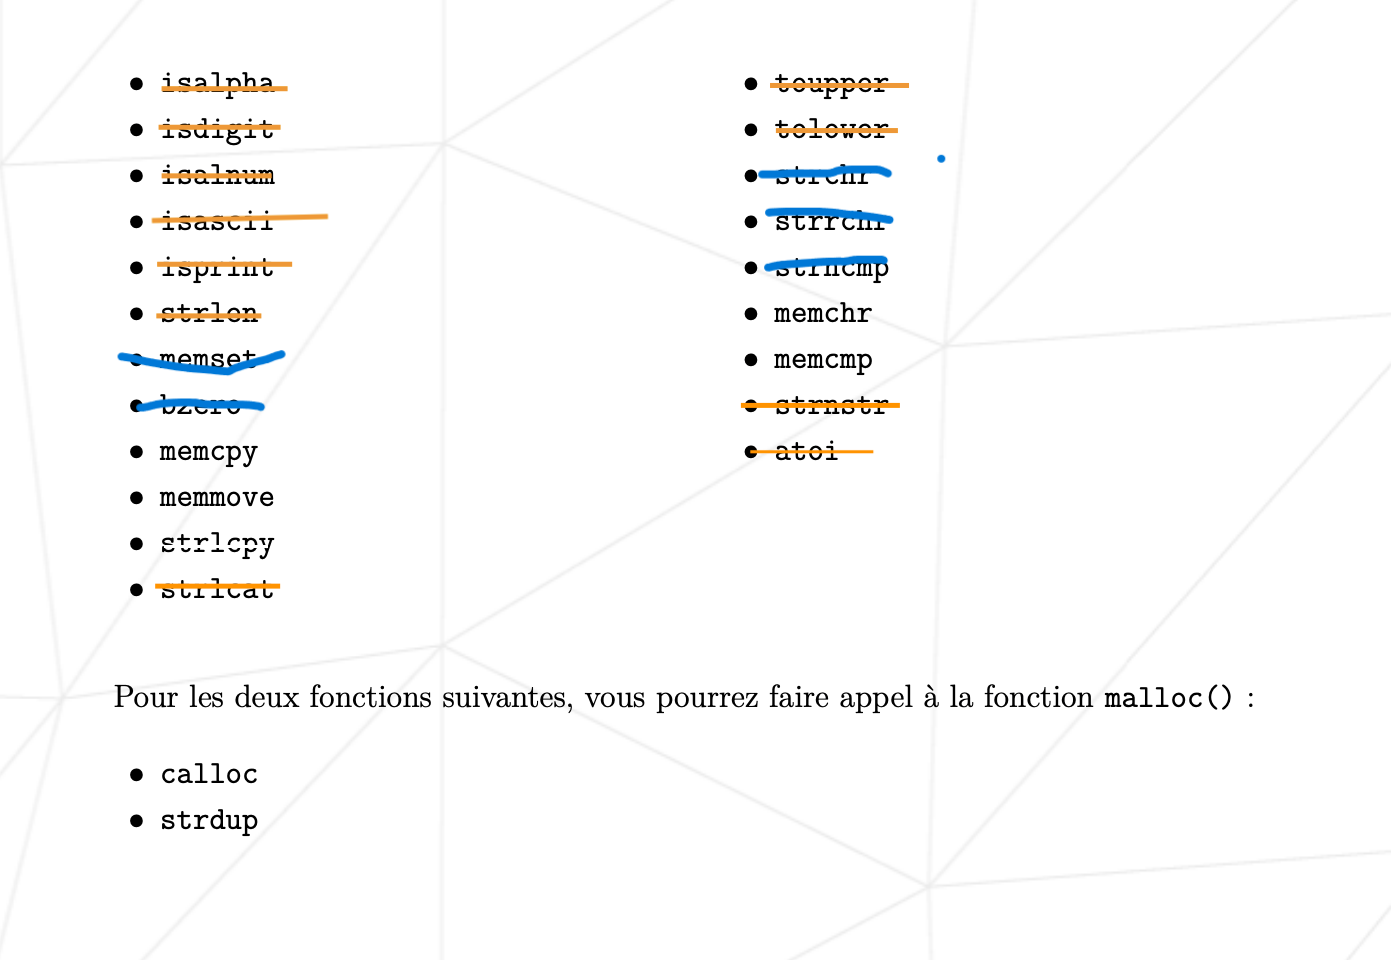 • isalpha
• isdigit
• isalnum
• isascii
• isprint
• strlen
• memset
• bzero
• memcpy
• memmove
• strlcpy
• strlcat
• toupper
• tolower
• strchr
• strrchr
• strncmp
• memchr
• memcmp
• strnstr
• atoi
Pour les deux fonctions suivantes, vous pourrez faire appel à la fonction malloc() :
• calloc
• strdup